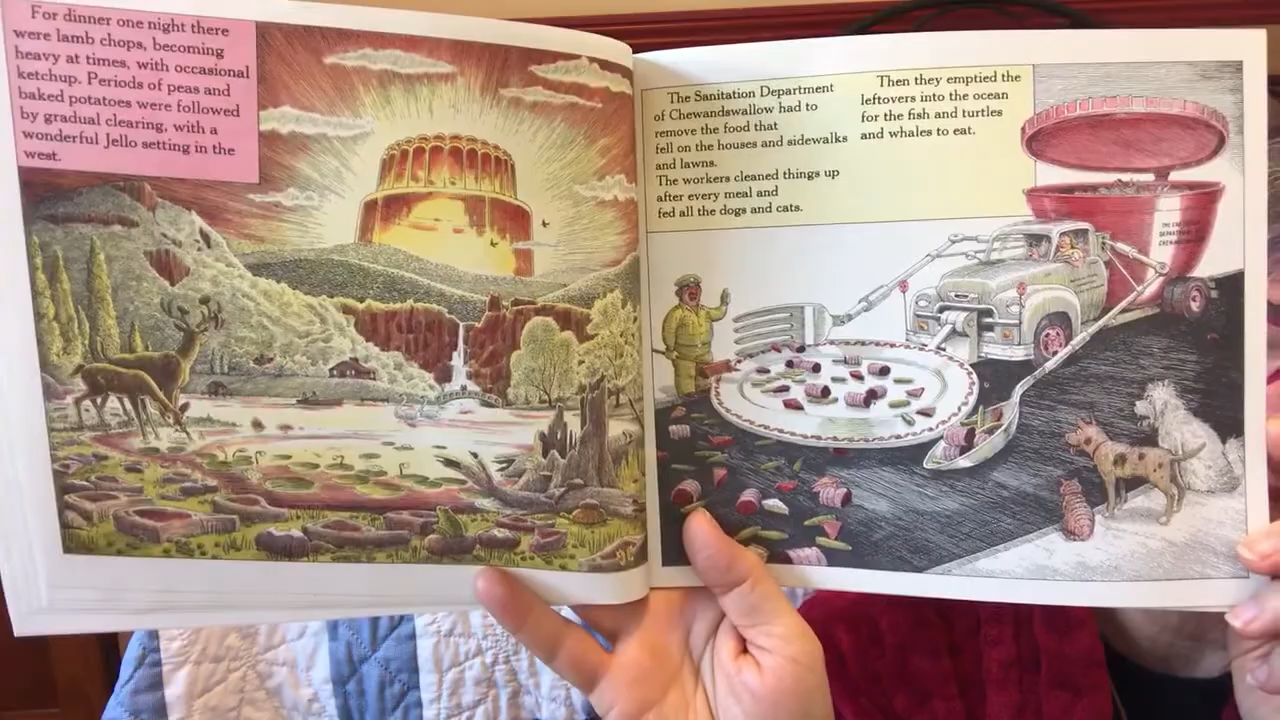 For dinner one night there
were lamb chops, becoming
heavy at times, with occasional
ketchup. Periods of peas and
baked potatoes were followed
by gradual clearing, with a
wonderful Jello setting in the
west.
The Sanitation Department
of Chewandswallow had to
remove the food that
fell on the houses and sidewalks
and lawns.
The workers cleaned things up
after every meal and
fed all the dogs and cats.
Then they emptied the
leftovers into the ocean
for the fish and turtles
and whales to eat.